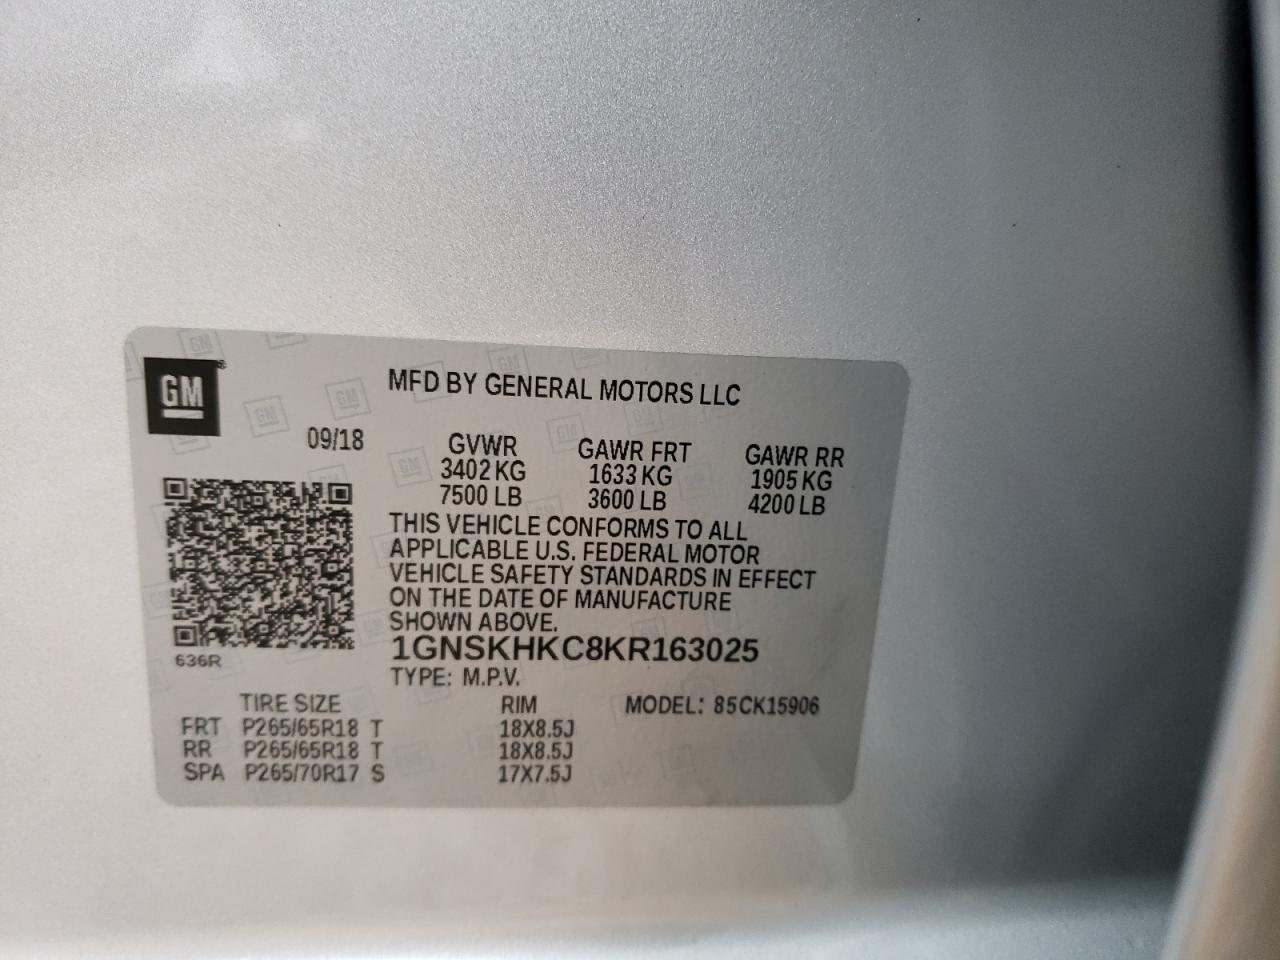 GM
MFD BY GENERAL MOTORS LLC
09/18
GVWR GAWR FRT GAWR RR
3402 KG 1633 KG 1905 KG
7500 LB 3600 LB 4200 LB
THIS VEHICLE CONFORMS TO ALL
APPLICABLE U.S. FEDERAL MOTOR
VEHICLE SAFETY STANDARDS IN EFFECT
ON THE DATE OF MANUFACTURE
SHOWN ABOVE.
1GNSKHKC8KR163025
636R
TYPE: M.P.V.
TIRE SIZE RIM MODEL: 85CK15906
FRT P265/65R18 T 18X8.5J
RR P265/65R18 T 18X8.5J
SPA P265/70R17 S 17X7.5J